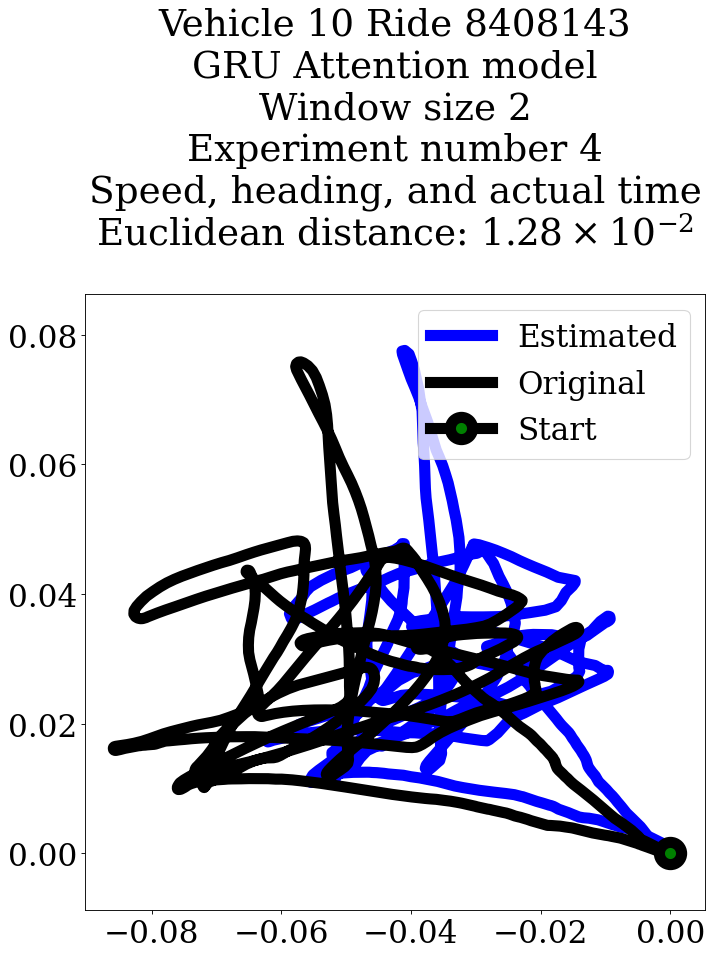 Vehicle 10 Ride 8408143
GRU Attention model
Window size 2
Experiment number 4
Speed, heading, and actual time
Euclidean distance: 1.28 × 10⁻²
Estimated
Original
Start
0.08
0.06
0.04
0.02
0.00
−0.08
−0.06
−0.04
−0.02
0.00